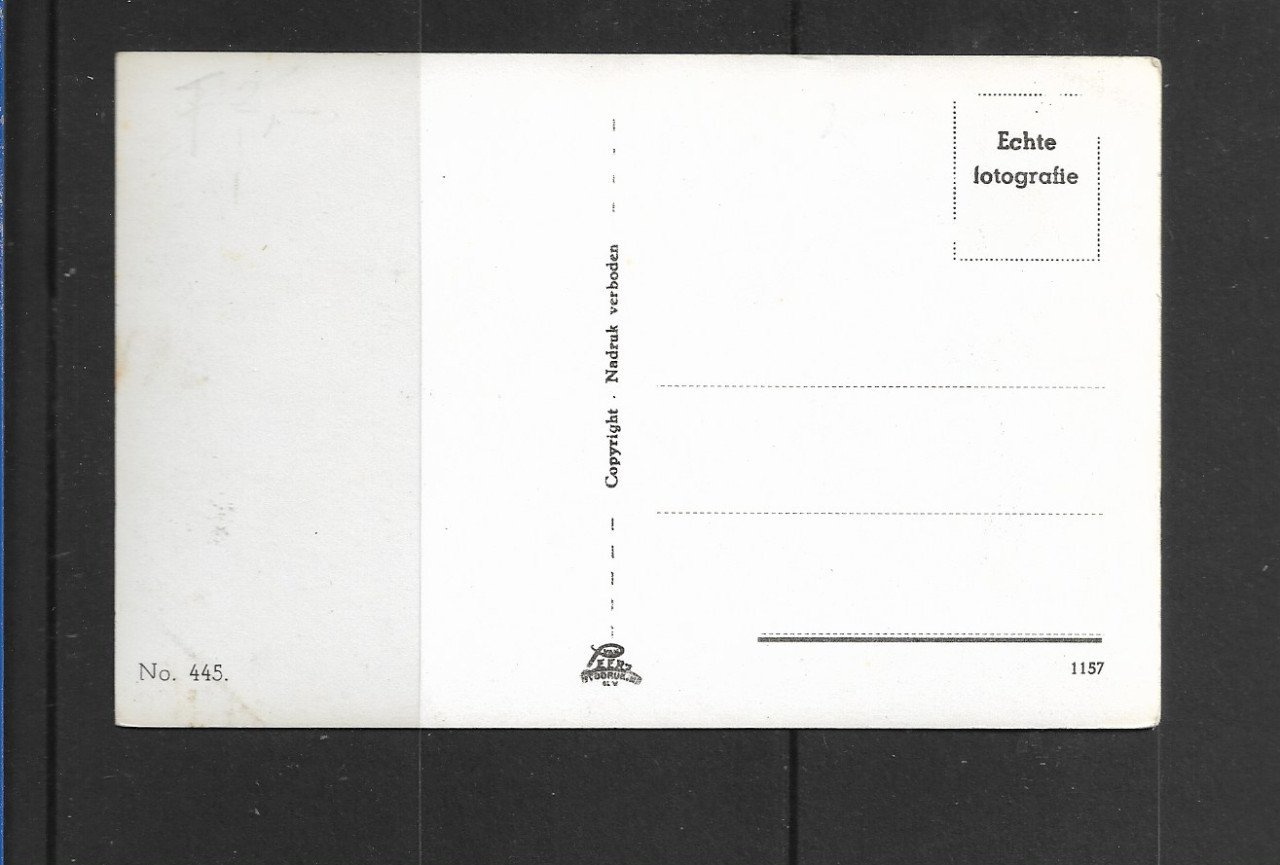 Echte
fotografie
Copyright · Nadruk verboden
No. 445.
1157